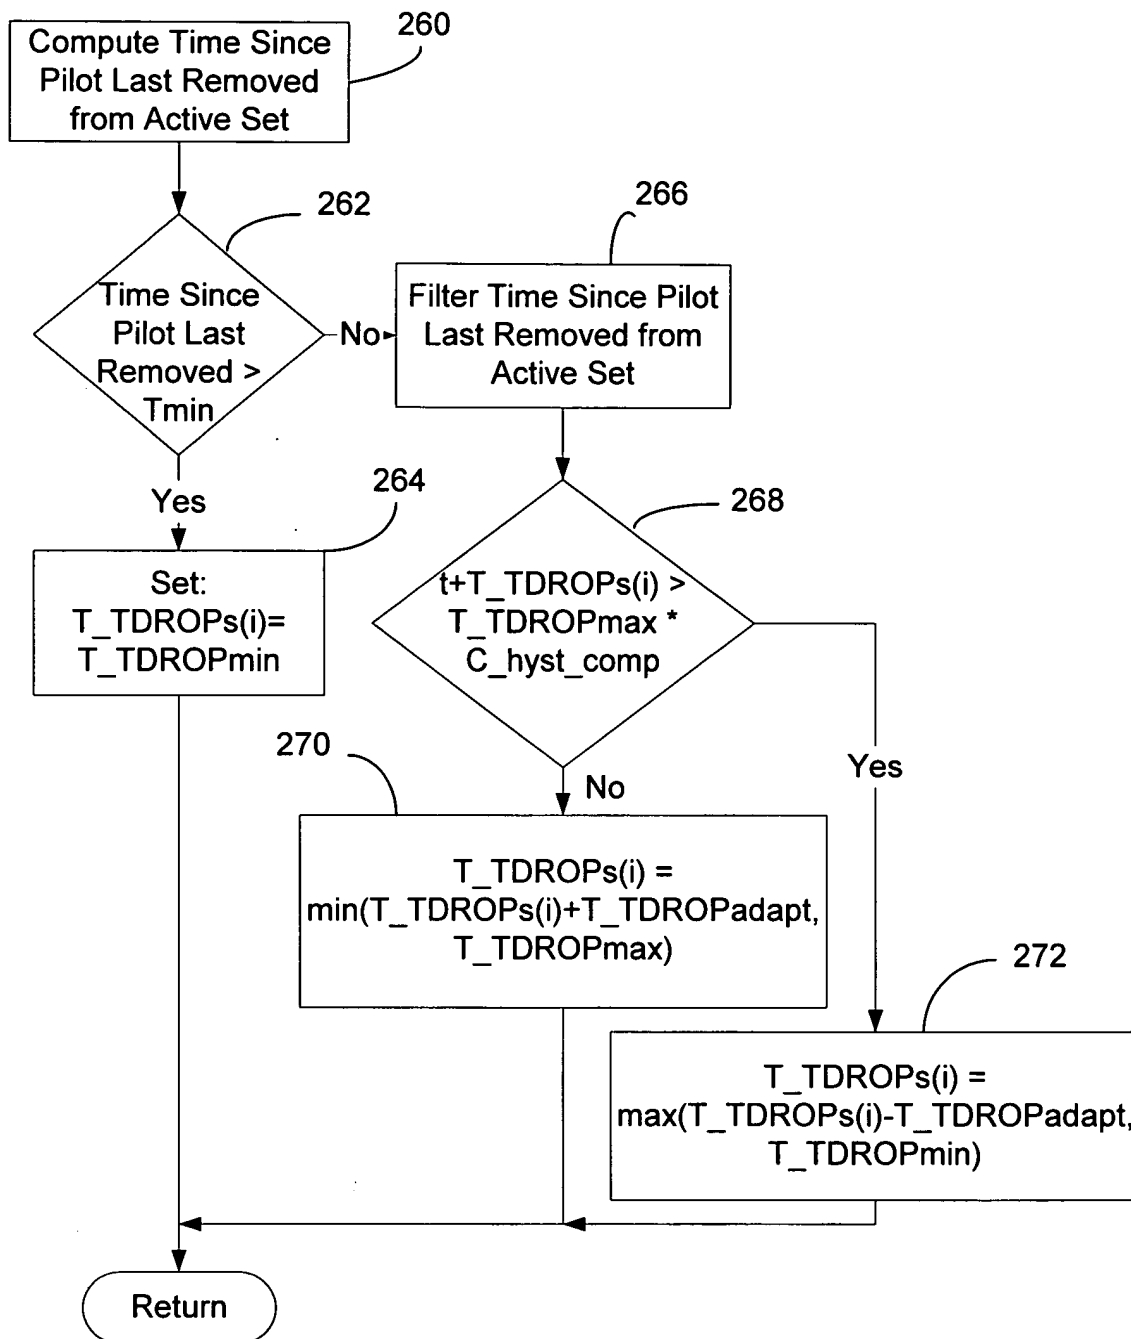 260
Compute Time Since
Pilot Last Removed
from Active Set
262
Time Since
Pilot Last
Removed >
Tmin
No
266
Filter Time Since Pilot
Last Removed from
Active Set
Yes
264
Set:
T_TDROPs(i)=
T_TDROPmin
268
t+T_TDROPs(i) >
T_TDROPmax *
C_hyst_comp
270
No
Yes
T_TDROPs(i) =
min(T_TDROPs(i)+T_TDROPadapt,
T_TDROPmax)
272
T_TDROPs(i) =
max(T_TDROPs(i)-T_TDROPadapt,
T_TDROPmin)
Return